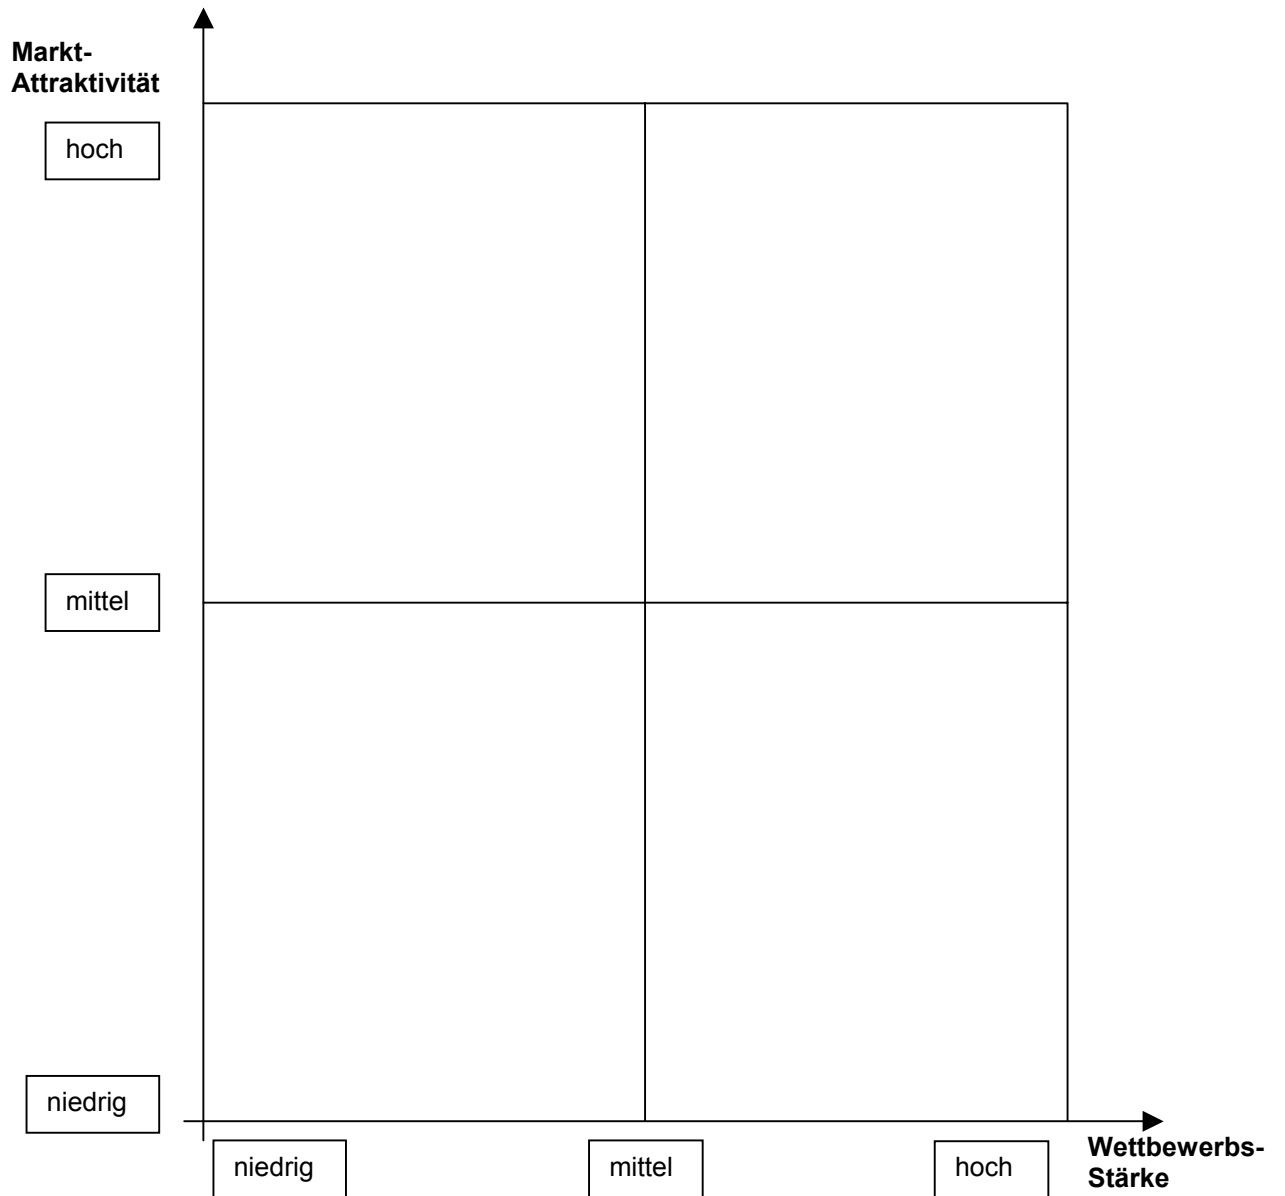 Markt-
Attraktivität
hoch
mittel
niedrig
niedrig
mittel
hoch
Wettbewerbs-
Stärke